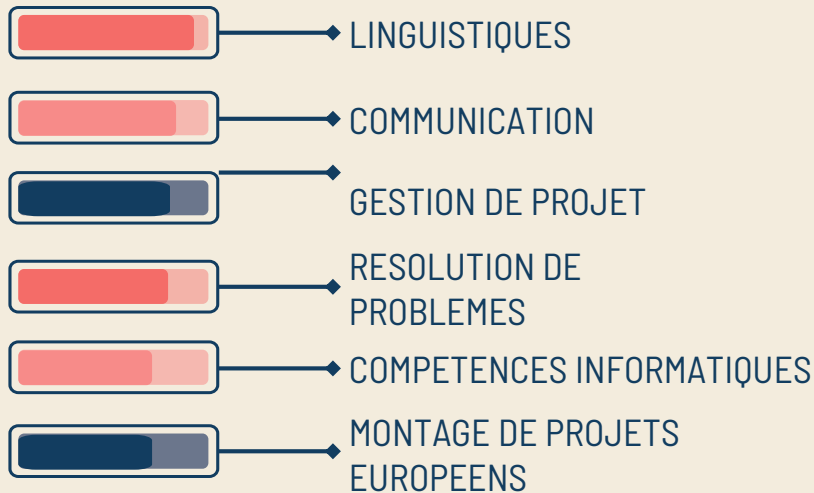 LINGUISTIQUES
COMMUNICATION
GESTION DE PROJET
RESOLUTION DE
PROBLEMES
COMPETENCES INFORMATIQUES
MONTAGE DE PROJETS
EUROPEENS